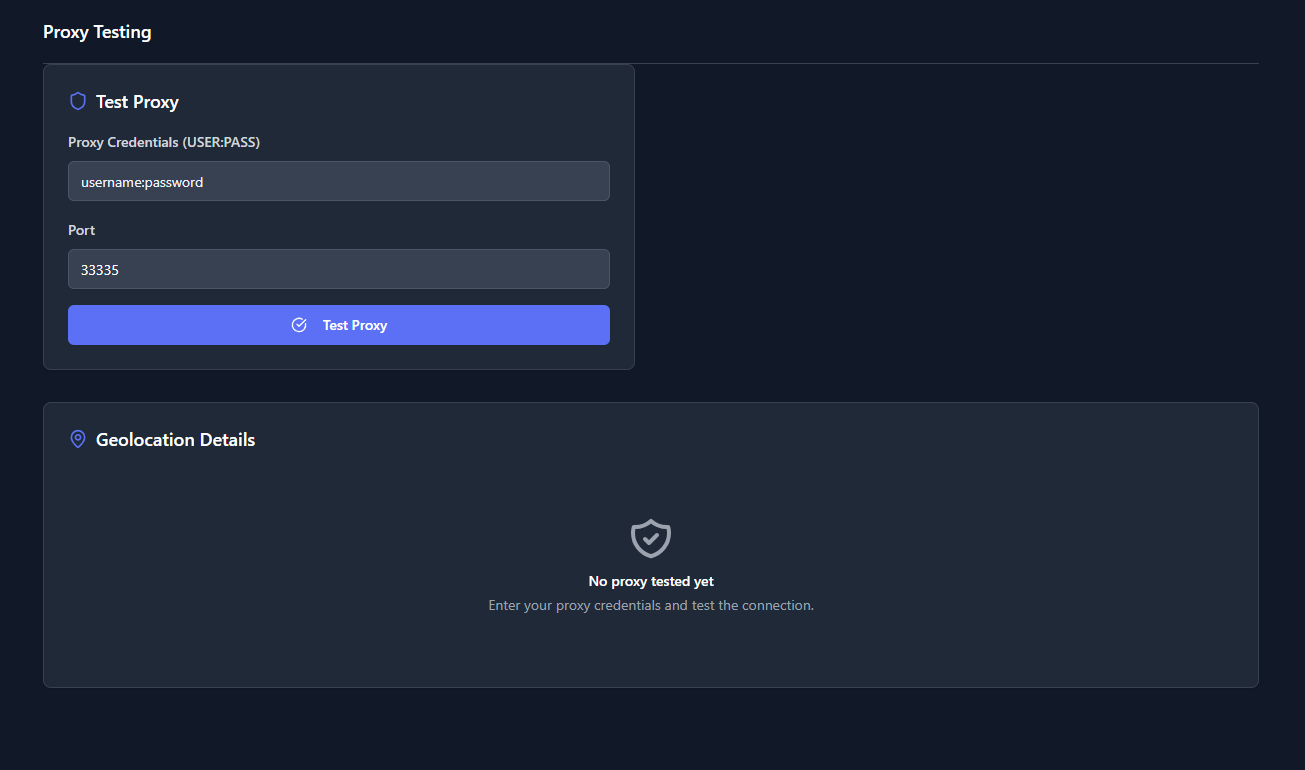 Proxy Testing
Test Proxy
Proxy Credentials (USER:PASS)
username:password
Port
33335
Test Proxy
Geolocation Details
No proxy tested yet
Enter your proxy credentials and test the connection.